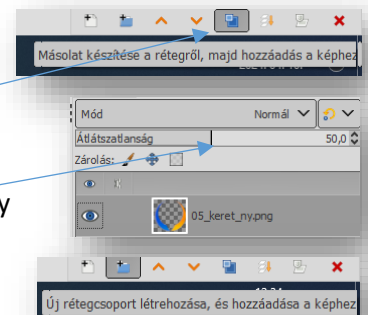 Másolat készítése a rétegről, majd hozzáadás a képhez
Mód Normál
Átlátszatlanság 50,0
Zárolás:
y
05_keret_ny.png
Új rétegcsoport létrehozása, és hozzáadása a képhez